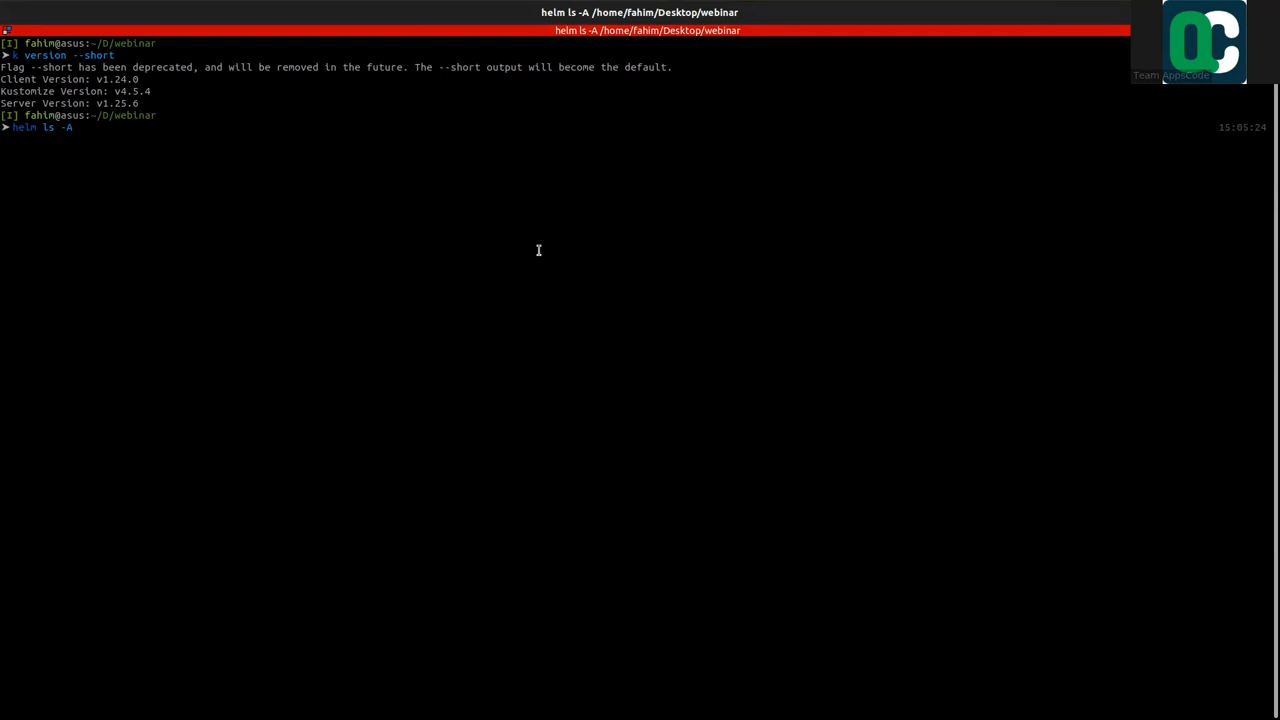 helm ls -A /home/fahim/Desktop/webinar
helm ls -A /home/fahim/Desktop/webinar
[I] fahim@asus:~/D/webinar
➤ k version --short
Flag --short has been deprecated, and will be removed in the future. The --short output will become the default.
Client Version: v1.24.0
Kustomize Version: v4.5.4
Server Version: v1.25.6
[I] fahim@asus:~/D/webinar
➤ helm ls -A 15:05:24
QC
Team AppsCode